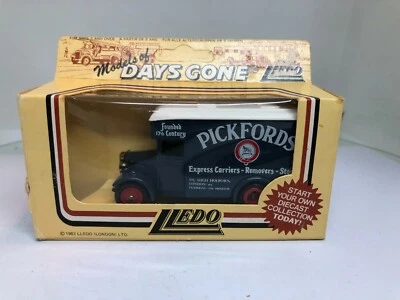 Models of
DAYS GONE
LLEDO
Founded
17th Century
PICKFORDS
Express Carriers - Removers - Sto
LLEDO
START
YOUR OWN
DIECAST
COLLECTION
TODAY!
© 1983 LLEDO (LONDON) LTD.